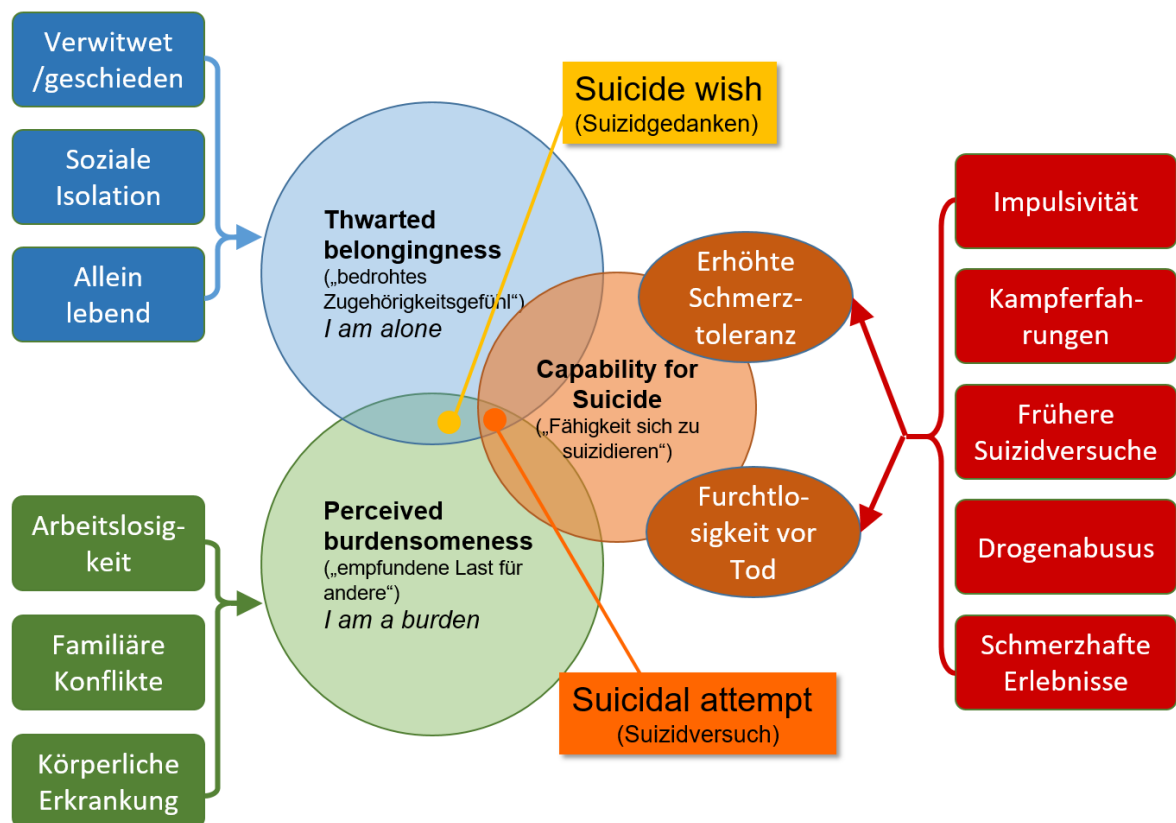 Verwitwet
/geschieden
Soziale
Isolation
Allein
lebend
Suicide wish
(Suizidgedanken)
Thwarted
belongingness
(„bedrohtes
Zugehörigkeitsgefühl“)
I am alone
Erhöhte
Schmerz-
toleranz
Capability for
Suicide
(„Fähigkeit sich zu
suizidieren“)
Furchtlo-
sigkeit vor
Tod
Impulsivität
Kampferfah-
rungen
Frühere
Suizidversuche
Drogenabusus
Schmerzhafte
Erlebnisse
Arbeitslosig-
keit
Familiäre
Konflikte
Körperliche
Erkrankung
Perceived
burdensomeness
(„empfundene Last für
andere“)
I am a burden
Suicidal attempt
(Suizidversuch)